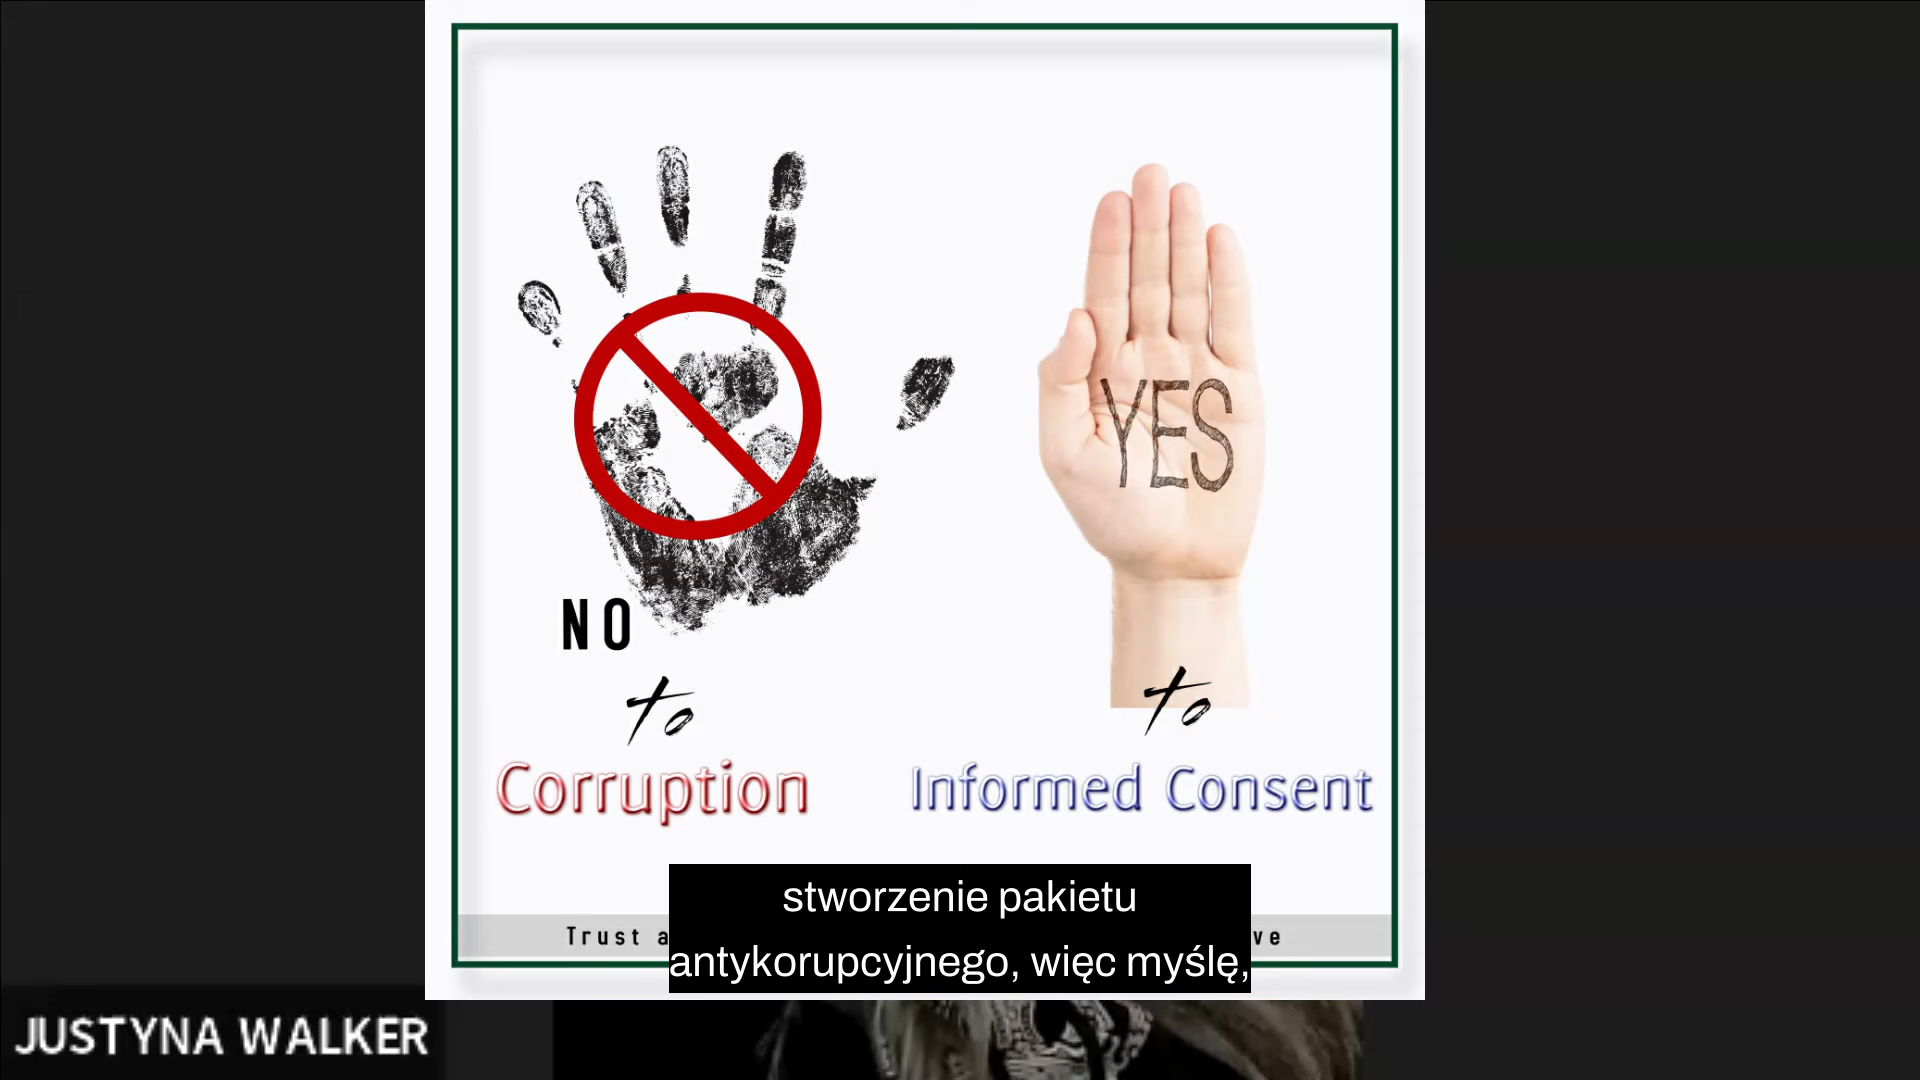 YES
NO
to
to
Corruption
Informed Consent
stworzenie pakietu
Trust a
ve
antykorupcyjnego, więc myślę,
JUSTYNA WALKER